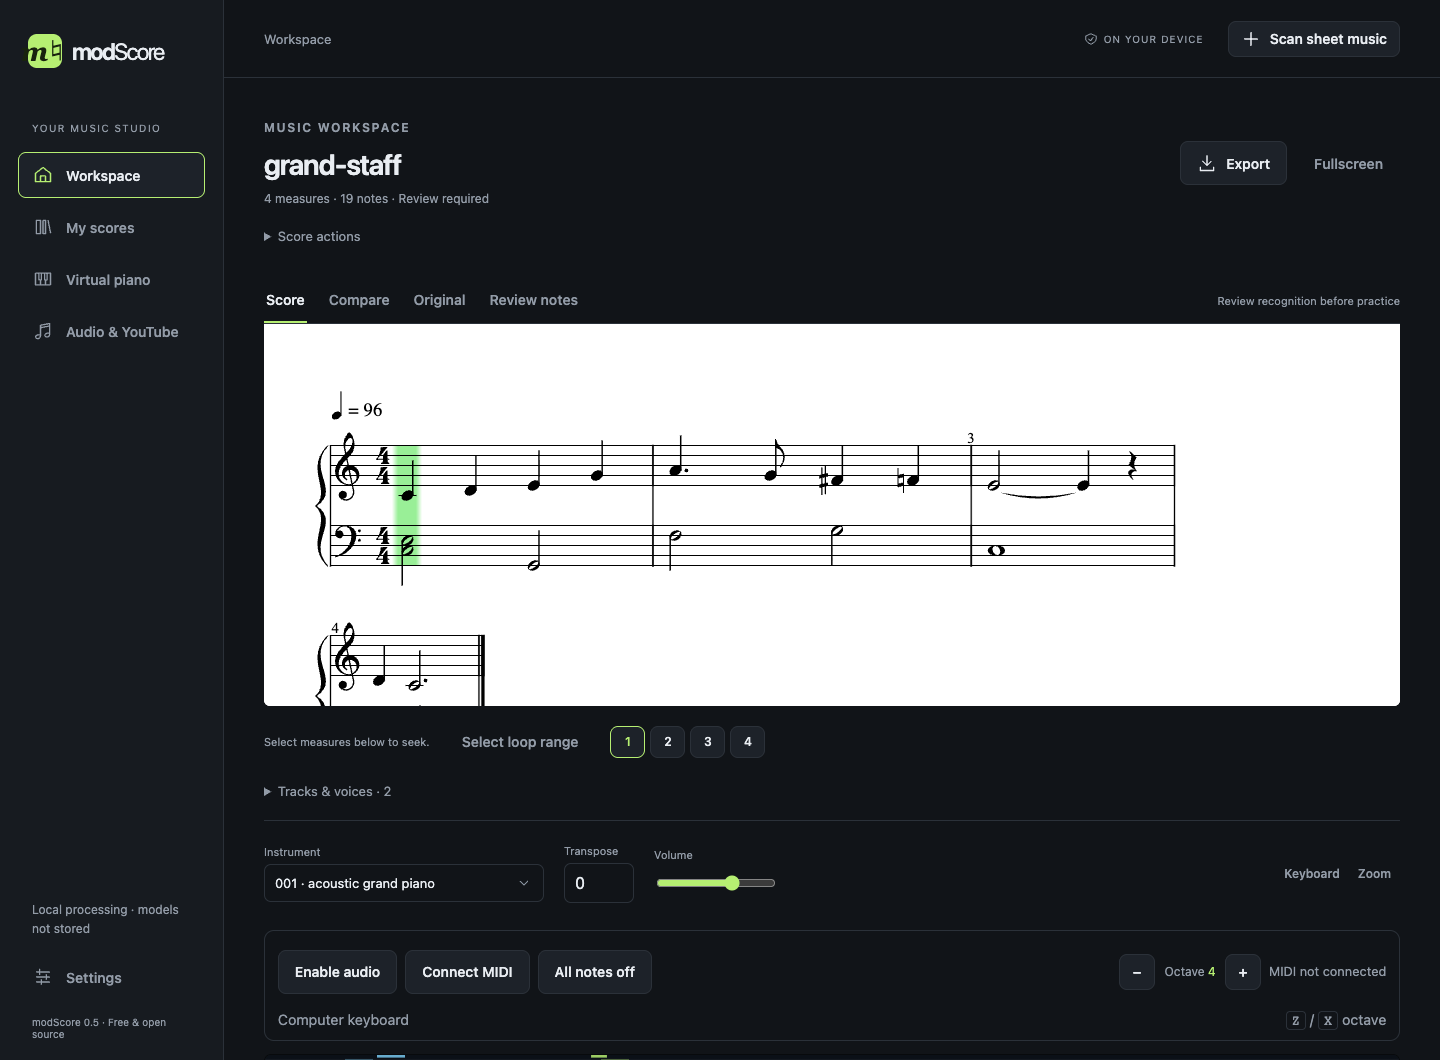 modScore
YOUR MUSIC STUDIO
Workspace
My scores
Virtual piano
Audio & YouTube
Local processing · models
not stored
Settings
modScore 0.5 · Free & open
source
Workspace
ON YOUR DEVICE
Scan sheet music
MUSIC WORKSPACE
grand-staff
4 measures · 19 notes · Review required
Score actions
Export
Fullscreen
Score Compare Original Review notes
Review recognition before practice
= 96
3
4
Select measures below to seek.
Select loop range
1 2 3 4
Tracks & voices · 2
Instrument
001 · acoustic grand piano
Transpose
0
Volume
Keyboard Zoom
Enable audio
Connect MIDI
All notes off
− Octave 4 + MIDI not connected
Computer keyboard
Z / X octave